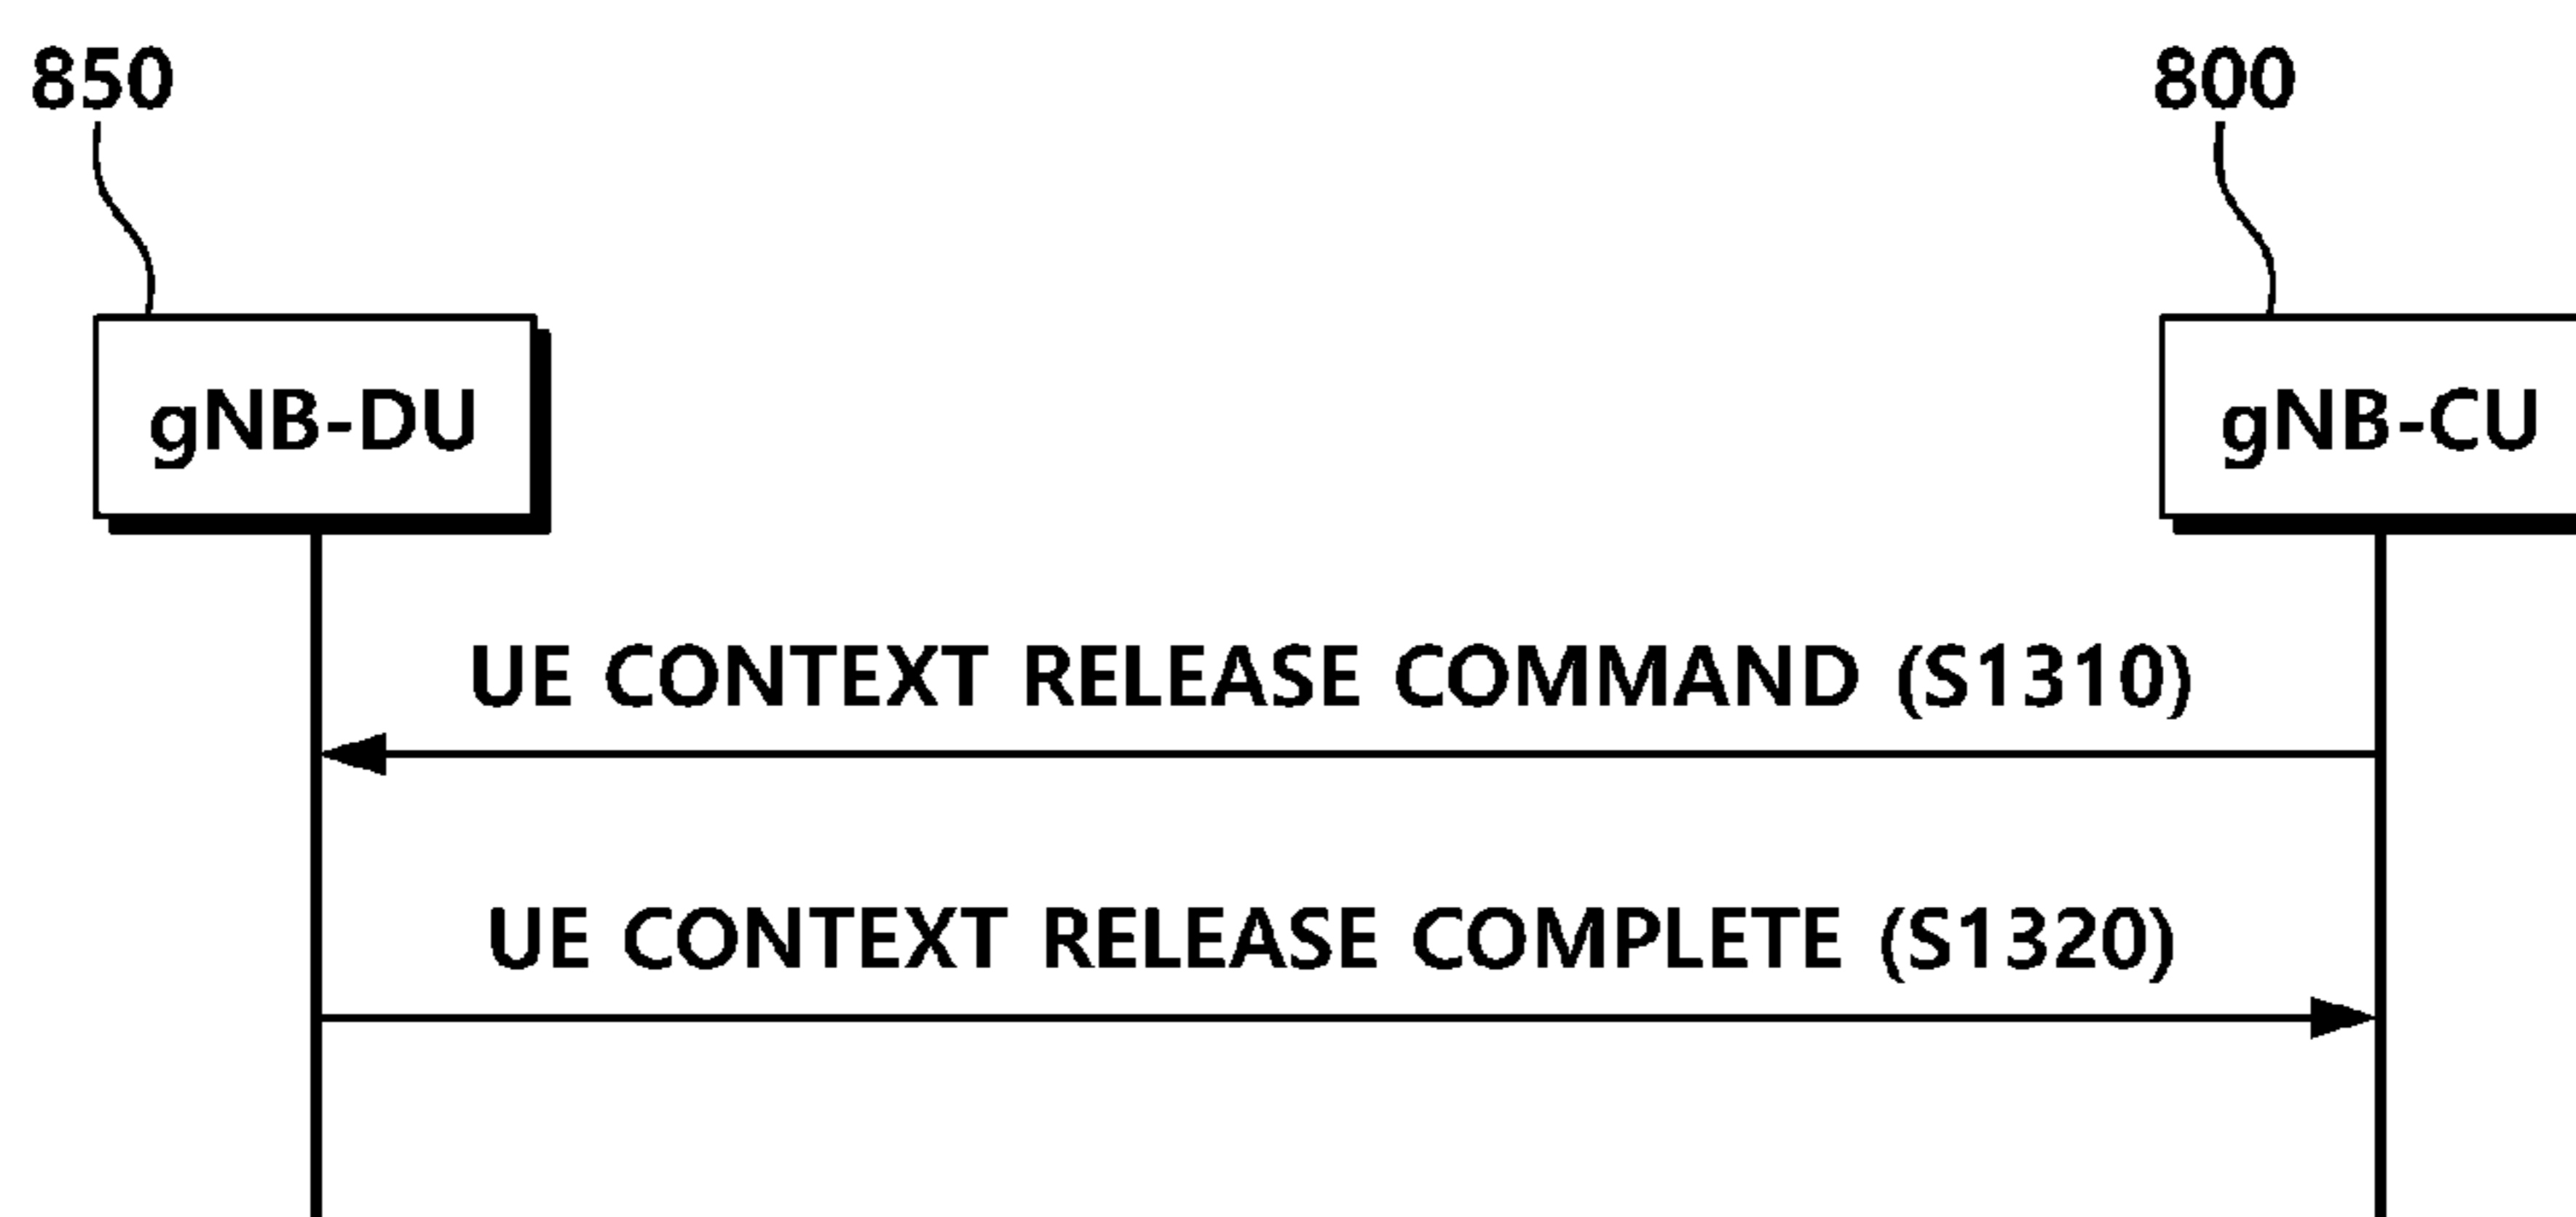 850
800
gNB-DU
gNB-CU
UE CONTEXT RELEASE COMMAND (S1310)
UE CONTEXT RELEASE COMPLETE (S1320)